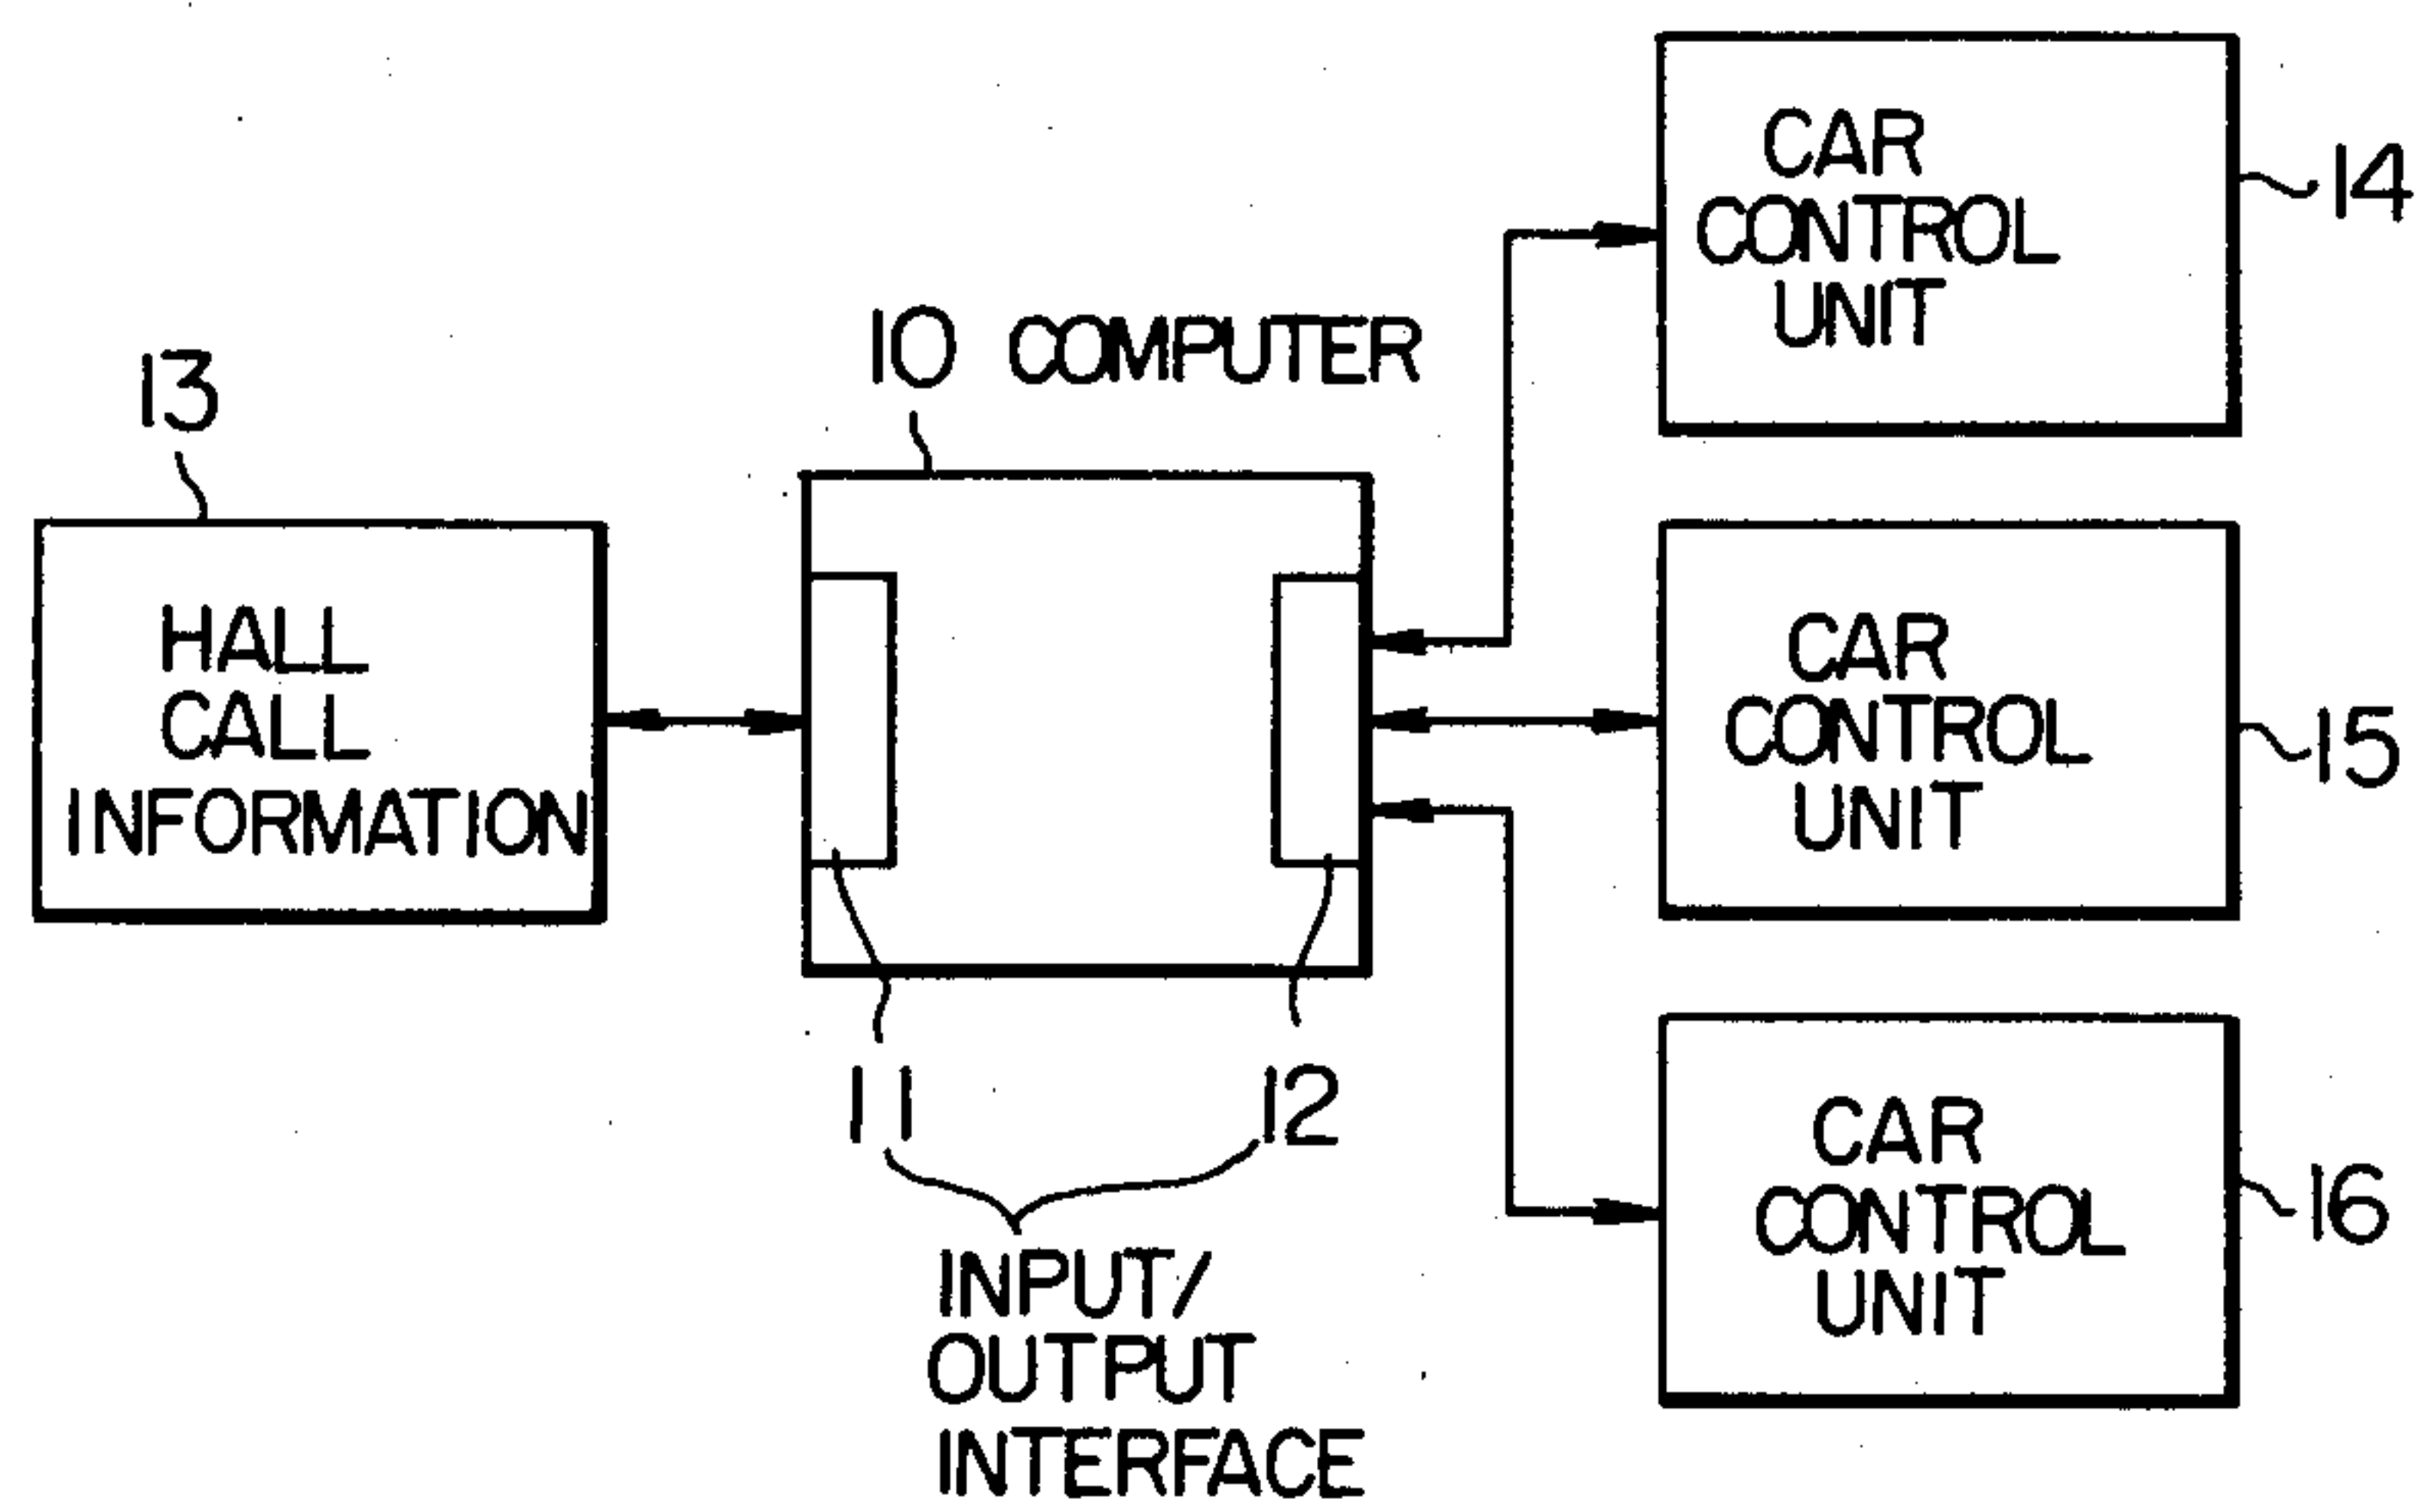 13
HALL
CALL
INFORMATION
10 COMPUTER
11
12
INPUT/
OUTPUT
INTERFACE
CAR
CONTROL
UNIT
14
CAR
CONTROL
UNIT
15
CAR
CONTROL
UNIT
16